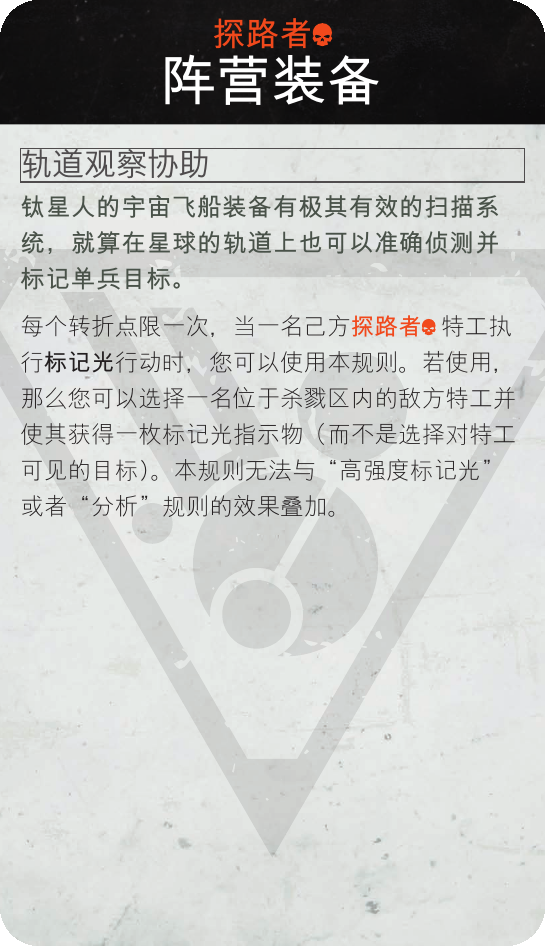 探路者
阵营装备
轨道观察协助
钛星人的宇宙飞船装备有极其有效的扫描系
统，就算在星球的轨道上也可以准确侦测并
标记单兵目标。
每个转折点限一次，当一名己方探路者特工执
行标记光行动时，您可以使用本规则。若使用，
那么您可以选择一名位于杀戮区内的敌方特工并
使其获得一枚标记光指示物（而不是选择对特工
可见的目标）。本规则无法与“高强度标记光”
或者“分析”规则的效果叠加。